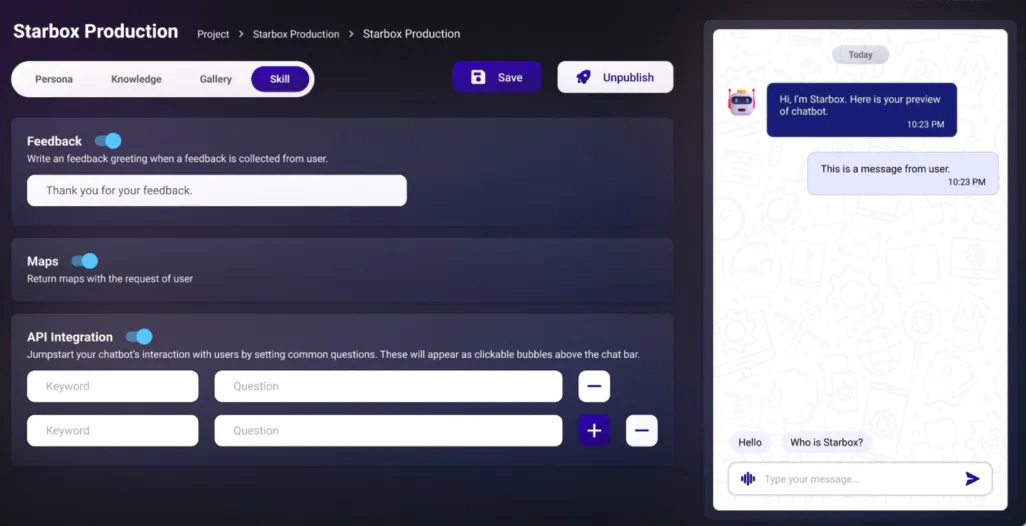 Starbox Production
Project > Starbox Production > Starbox Production
Persona Knowledge Gallery Skill
Save
Unpublish
Feedback
Write an feedback greeting when a feedback is collected from user.
Thank you for your feedback.
Maps
Return maps with the request of user
API Integration
Jumpstart your chatbot's interaction with users by setting common questions. These will appear as clickable bubbles above the chat bar.
Keyword Question
Keyword Question
Today
Hi, I'm Starbox. Here is your preview
of chatbot.
10:23 PM
This is a message from user.
10:23 PM
Hello Who is Starbox?
Type your message...